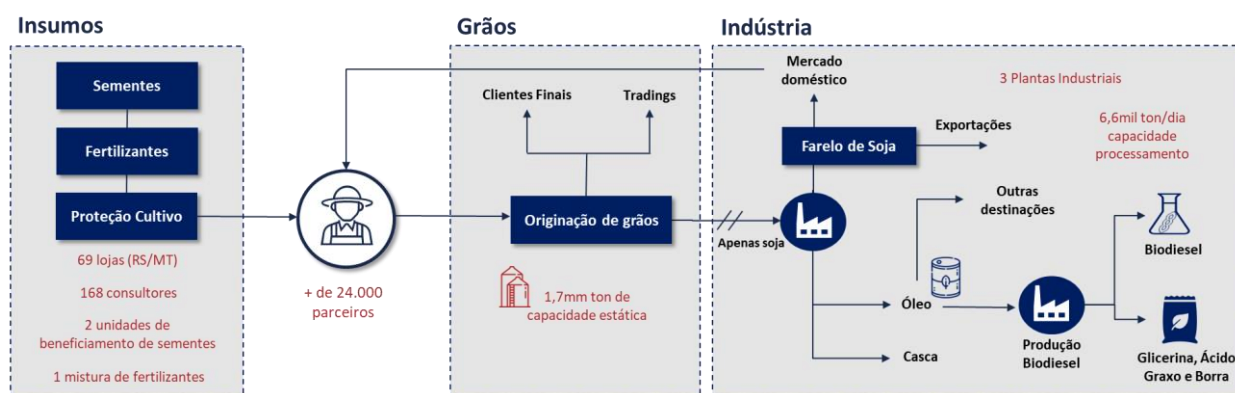 Insumos
Sementes
Fertilizantes
Proteção Cultivo
69 lojas (RS/MT)
168 consultores
2 unidades de
beneficiamento de sementes
1 mistura de fertilizantes
+ de 24.000
parceiros
Grãos
Clientes Finais
Tradings
Originação de grãos
1,7mm ton de
capacidade estática
Indústria
Mercado
doméstico
3 Plantas Industriais
6,6mil ton/dia
capacidade
processamento
Exportações
Farelo de Soja
Apenas soja
Outras
destinações
Óleo
Casca
Produção
Biodiesel
Biodiesel
Glicerina, Ácido
Graxo e Borra